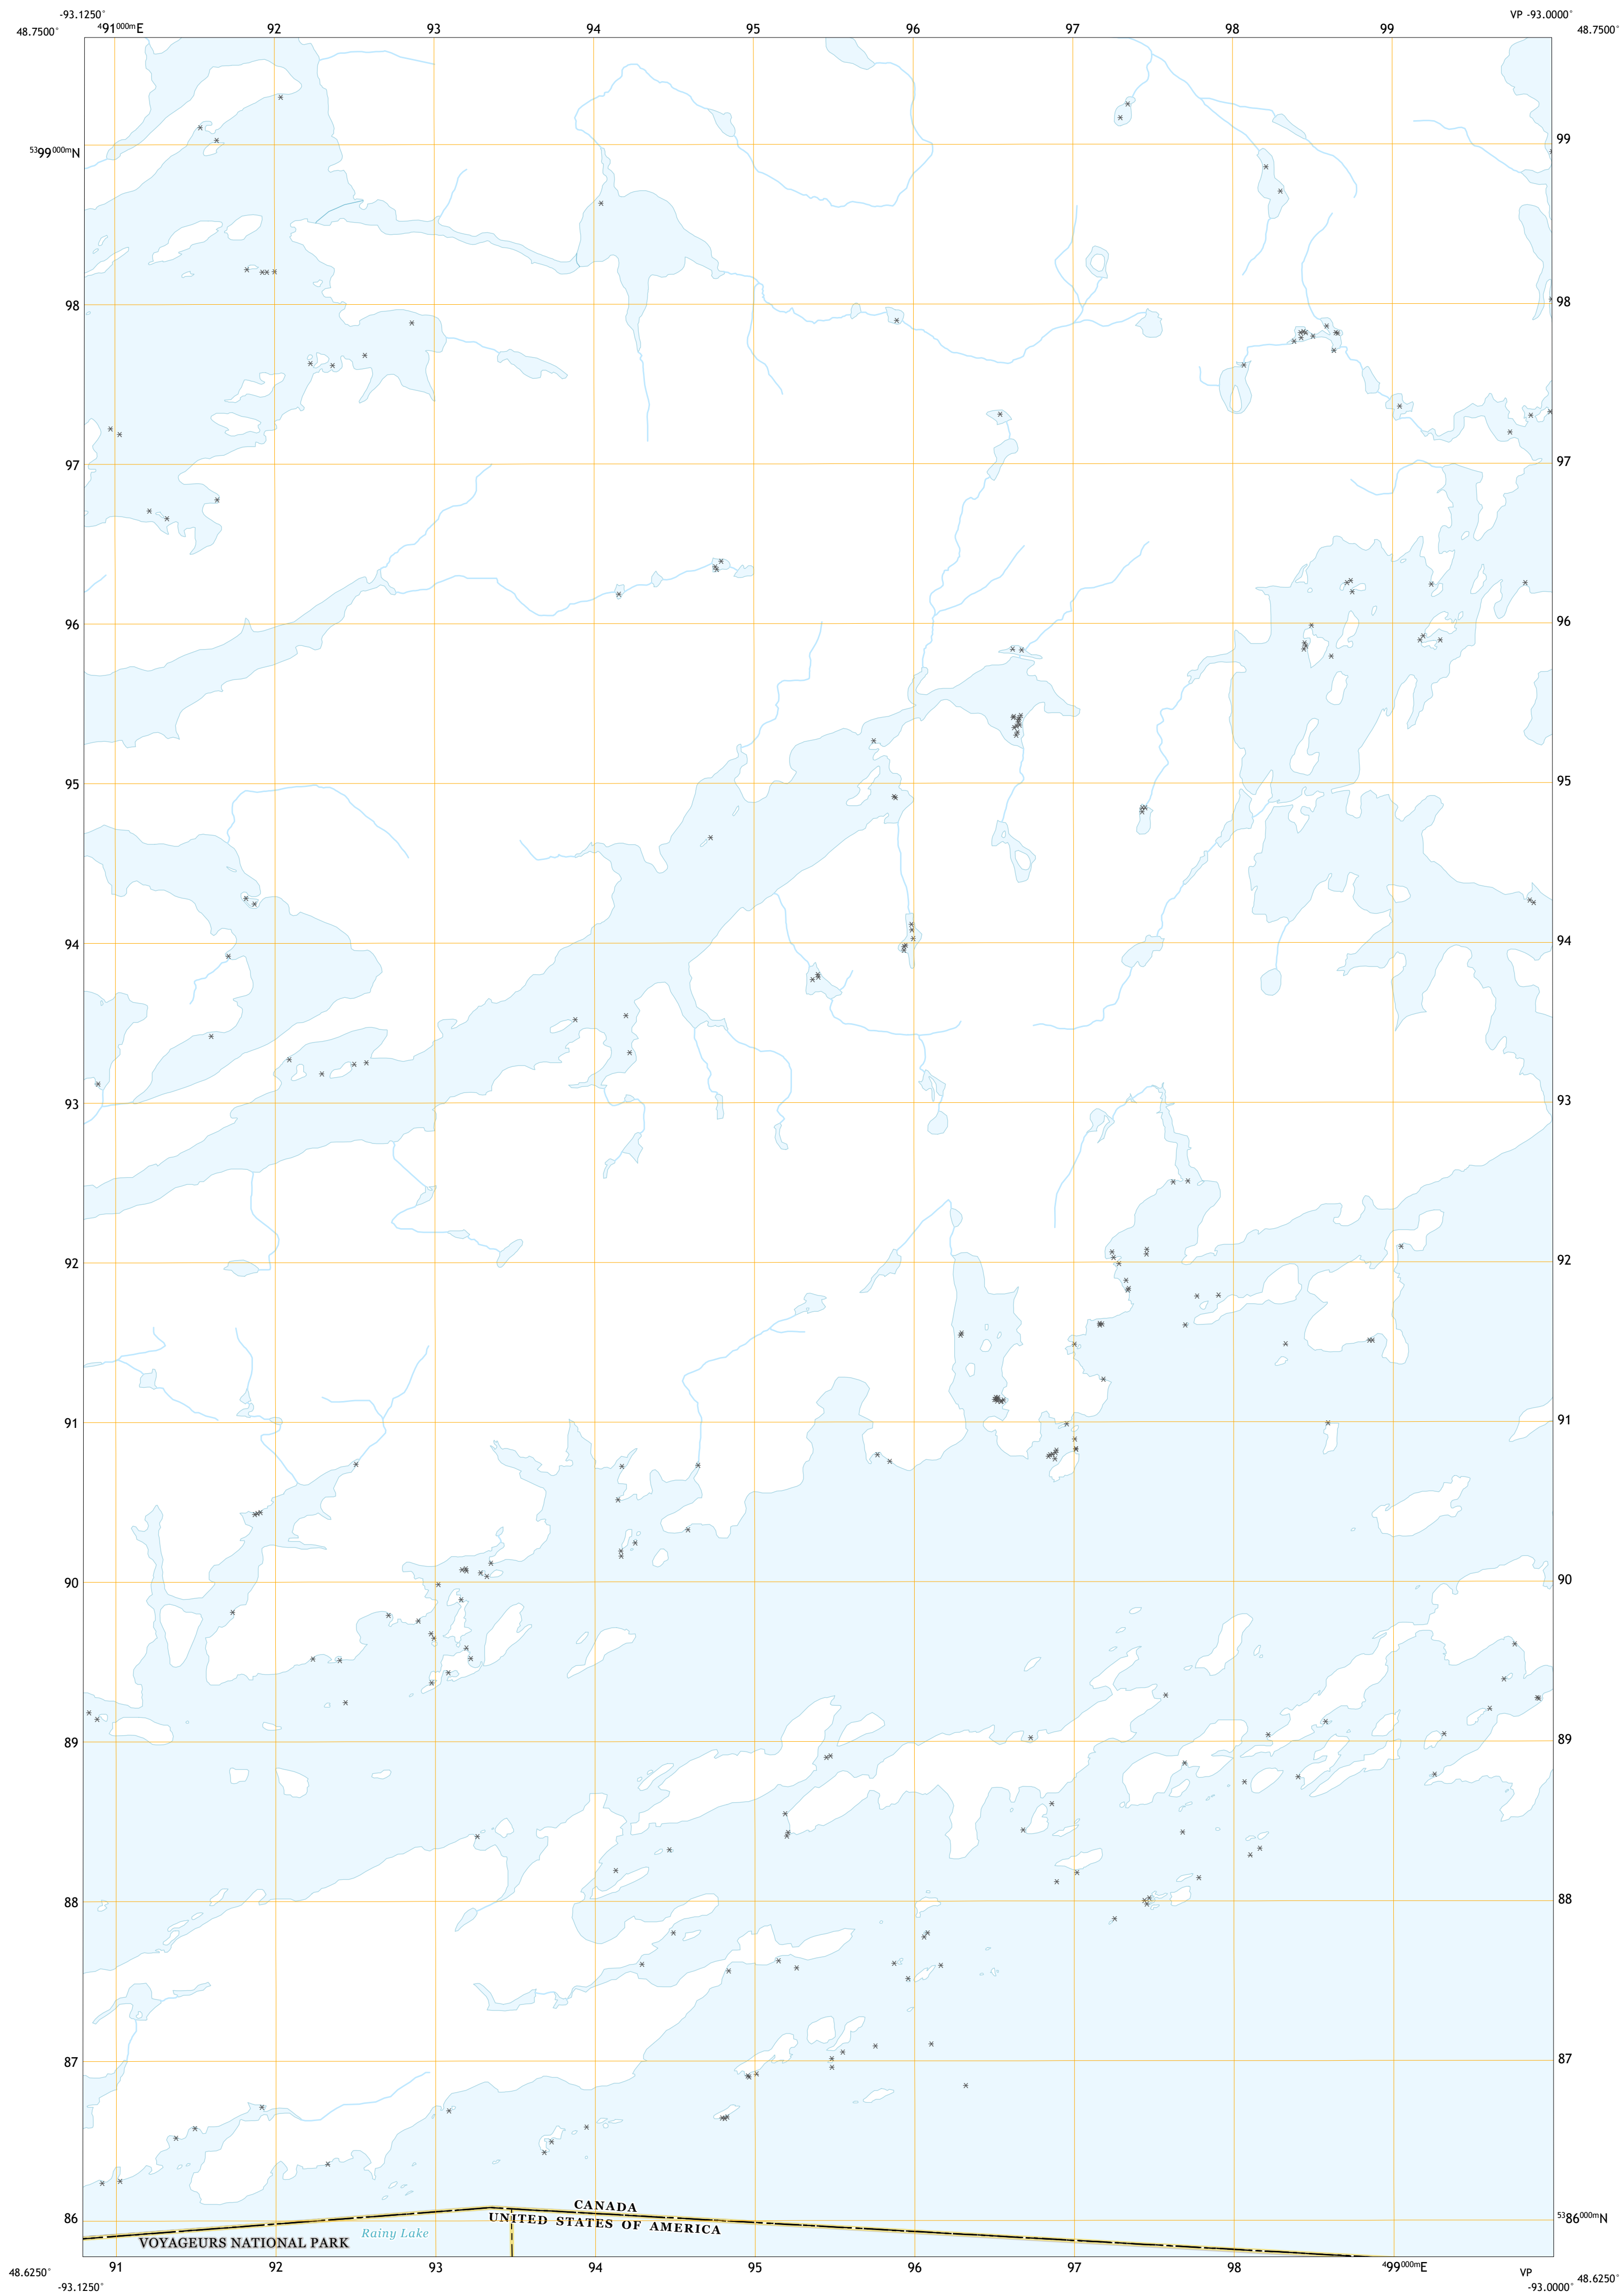 -93.1250°
VP -93.0000°
48.7500°
⁴91⁰⁰⁰ᵐE 92 93 94 95 96 97 98 99
48.7500°
⁵³99⁰⁰⁰ᵐN 99
98 98
97 97
96 96
95 95
94 94
93 93
92 92
91 91
90 90
89 89
88 88
87 87
86 ⁵³86⁰⁰⁰ᵐN
CANADA
UNITED STATES OF AMERICA
Rainy Lake
VOYAGEURS NATIONAL PARK
91 92 93 94 95 96 97 98 ⁴99⁰⁰⁰ᵐE
48.6250°
VP
48.6250°
-93.1250°
-93.0000°